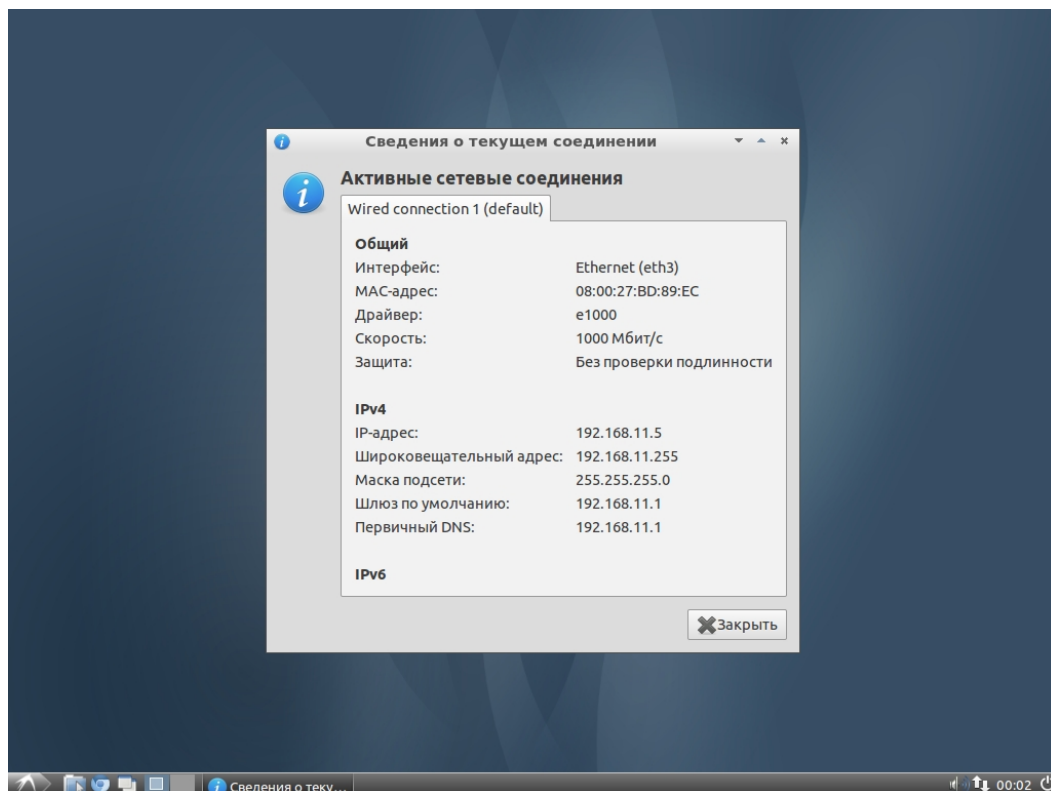 Сведения о текущем соединении
Активные сетевые соединения
Wired connection 1 (default)
Общий
Интерфейс: Ethernet (eth3)
MAC-адрес: 08:00:27:BD:89:EC
Драйвер: e1000
Скорость: 1000 Мбит/с
Защита: Без проверки подлинности
IPv4
IP-адрес: 192.168.11.5
Широковещательный адрес: 192.168.11.255
Маска подсети: 255.255.255.0
Шлюз по умолчанию: 192.168.11.1
Первичный DNS: 192.168.11.1
IPv6
Закрыть
Сведения о теку... 00:02